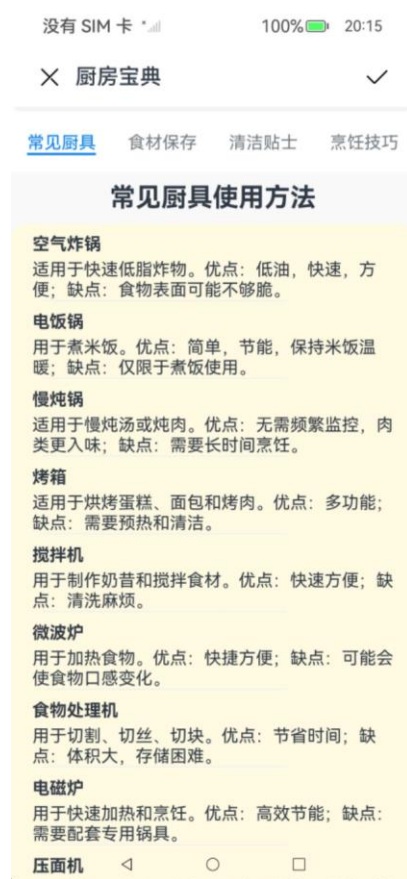 没有 SIM 卡 100% 20:15
厨房宝典
常见厨具 食材保存 清洁贴士 烹饪技巧
常见厨具使用方法
空气炸锅
适用于快速低脂炸物。优点：低油，快速，方
便；缺点：食物表面可能不够脆。
电饭锅
用于煮米饭。优点：简单，节能，保持米饭温
暖；缺点：仅限于煮饭使用。
慢炖锅
适用于慢炖汤或炖肉。优点：无需频繁监控，肉
类更入味；缺点：需要长时间烹饪。
烤箱
适用于烘烤蛋糕、面包和烤肉。优点：多功能；
缺点：需要预热和清洁。
搅拌机
用于制作奶昔和搅拌食材。优点：快速方便；缺
点：清洗麻烦。
微波炉
用于加热食物。优点：快捷方便；缺点：可能会
使食物口感变化。
食物处理机
用于切割、切丝、切块。优点：节省时间；缺
点：体积大，存储困难。
电磁炉
用于快速加热和烹饪。优点：高效节能；缺点：
需要配套专用锅具。
压面机